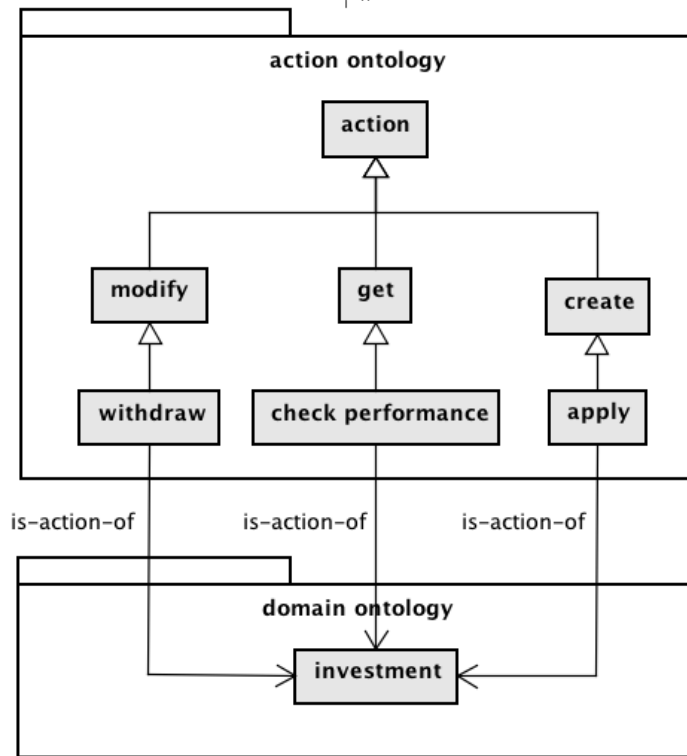 action ontology
action
modify
get
create
withdraw
check performance
apply
is-action-of
is-action-of
is-action-of
domain ontology
investment